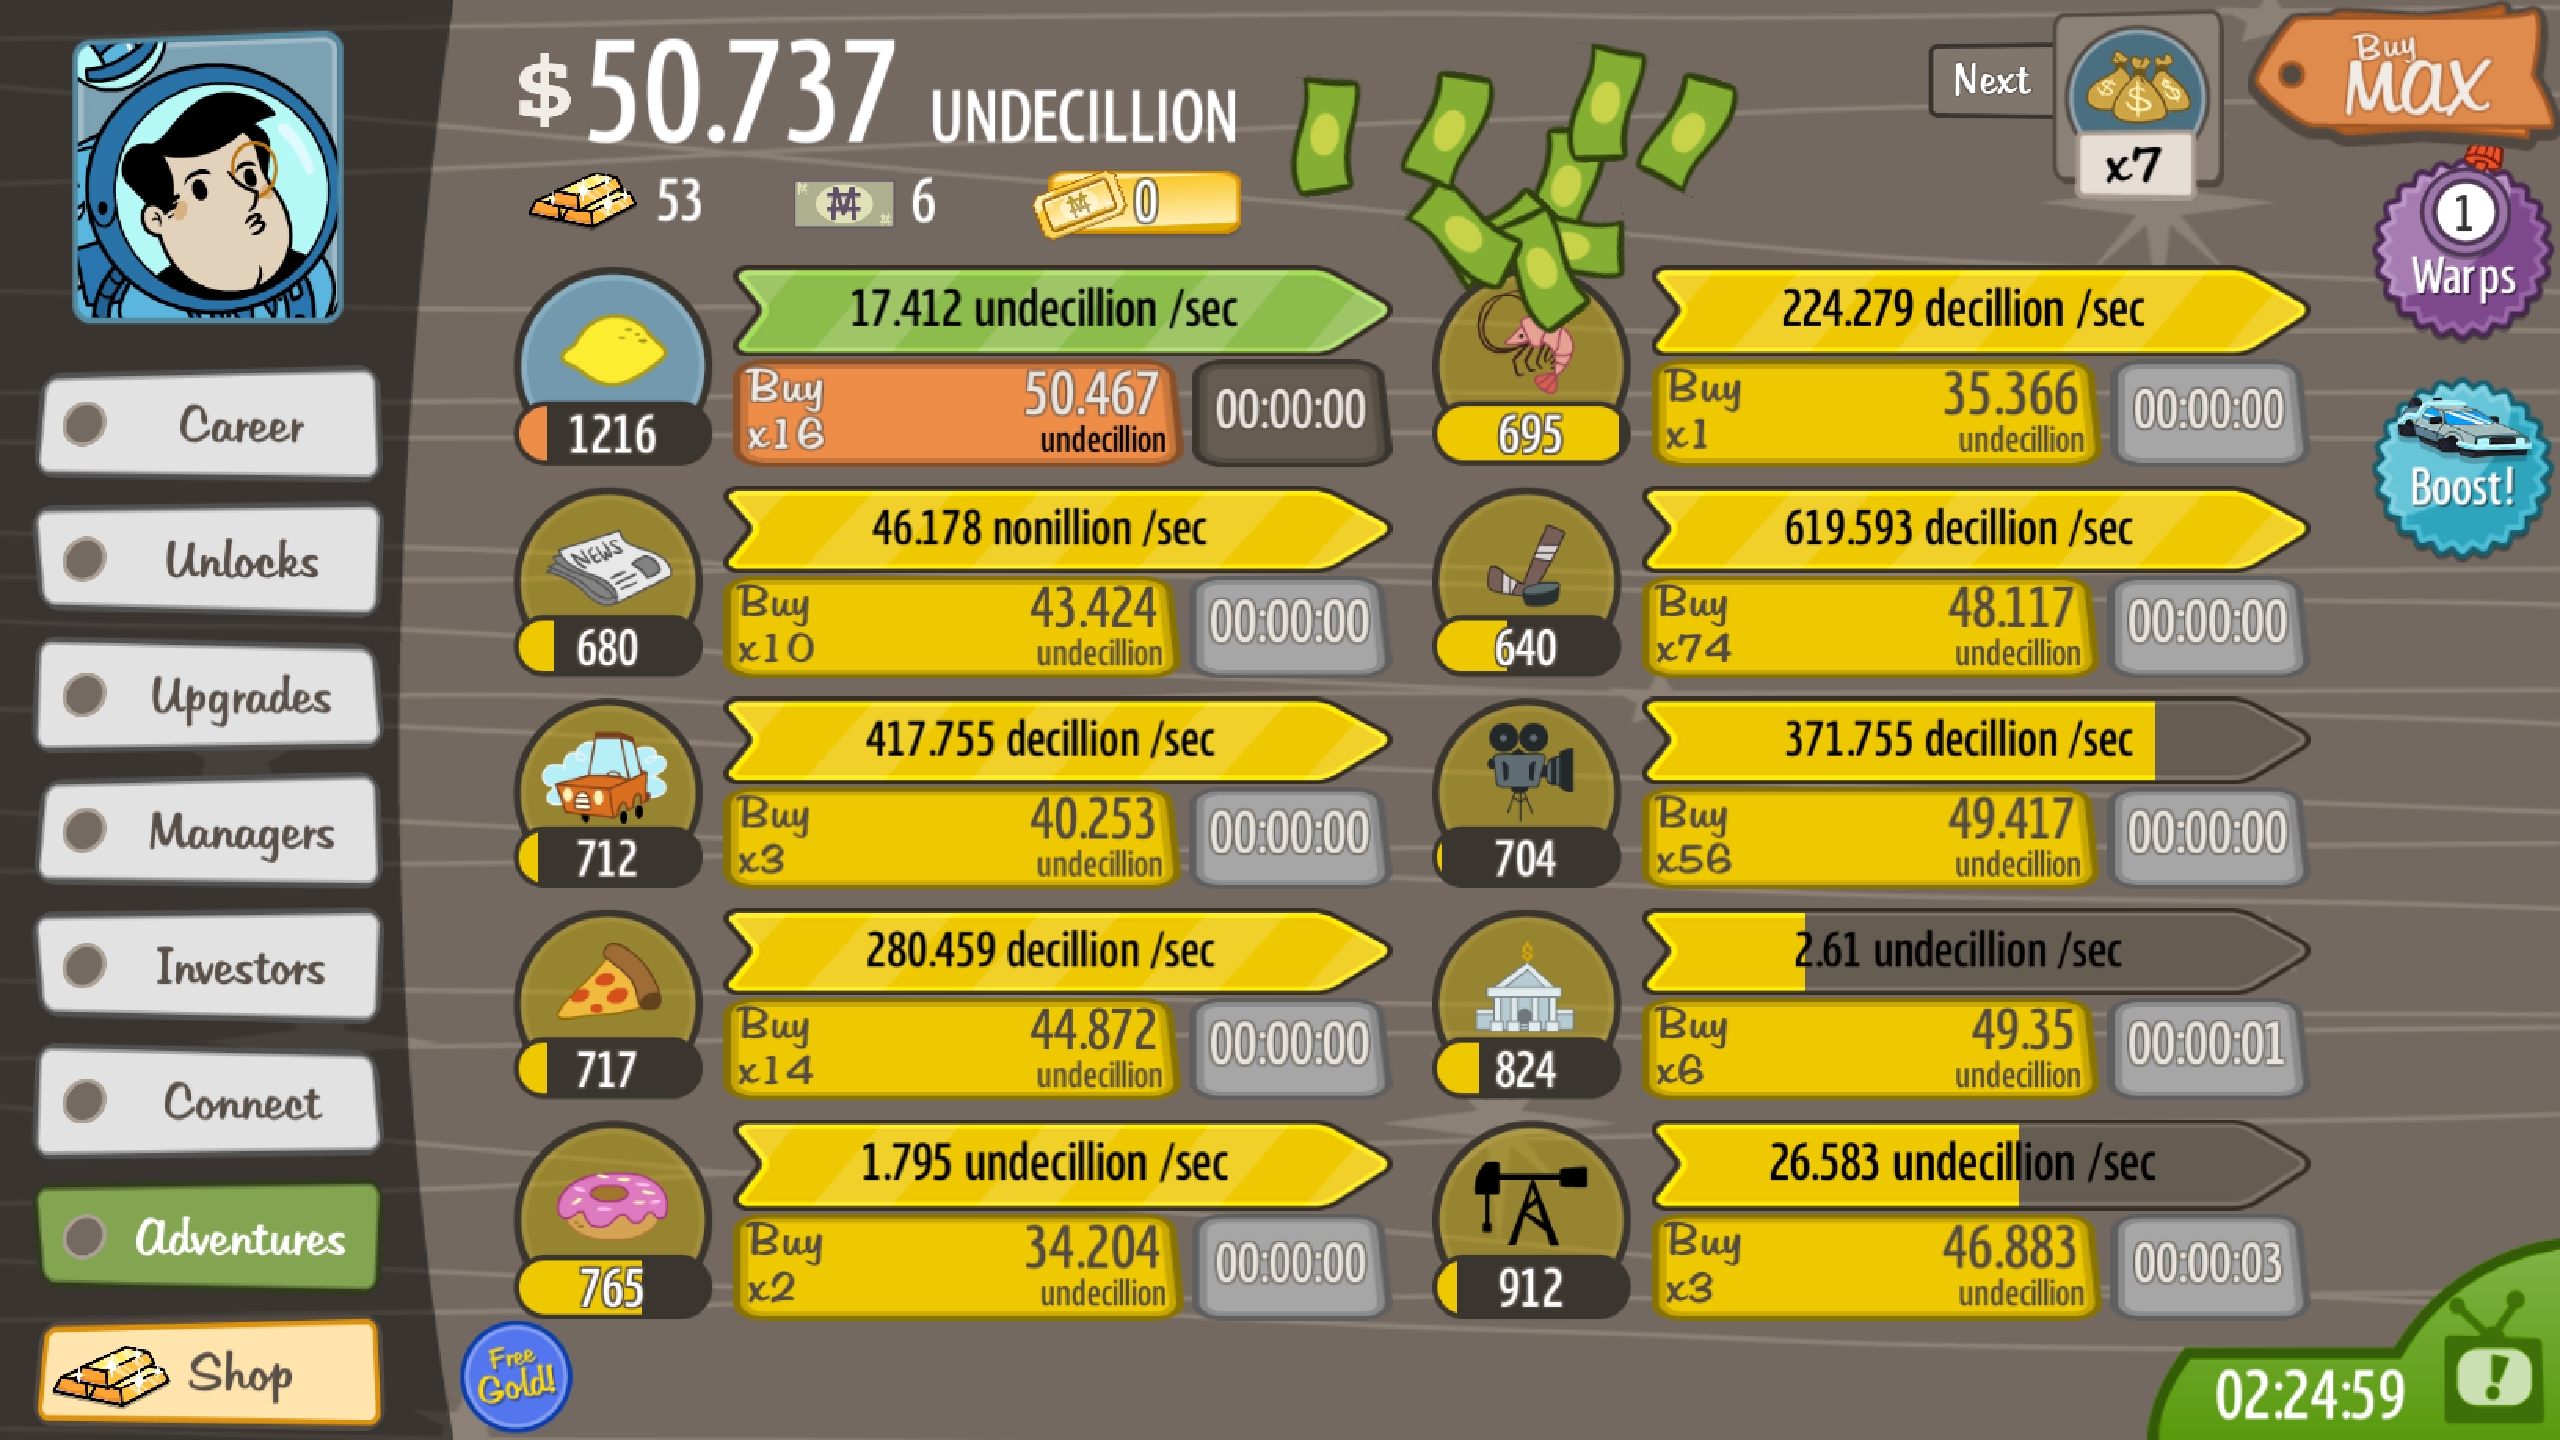 $ 50.737 UNDECILLION
Next
x7
Buy
MAX
53
6
0
1
Warps
Boost!
Career
Unlocks
Upgrades
Managers
Investors
Connect
Adventures
Shop
17.412 undecillion /sec
1216
Buy x16
50.467 undecillion
00:00:00
224.279 decillion /sec
695
Buy x1
35.366 undecillion
00:00:00
NEWS
46.178 nonillion /sec
680
Buy x10
43.424 undecillion
00:00:00
619.593 decillion /sec
640
Buy x74
48.117 undecillion
00:00:00
417.755 decillion /sec
712
Buy x3
40.253 undecillion
00:00:00
371.755 decillion /sec
704
Buy x56
49.417 undecillion
00:00:00
280.459 decillion /sec
717
Buy x14
44.872 undecillion
00:00:00
2.61 undecillion /sec
824
Buy x6
49.35 undecillion
00:00:01
1.795 undecillion /sec
765
Buy x2
34.204 undecillion
00:00:00
26.583 undecillion /sec
912
Buy x3
46.883 undecillion
00:00:03
Free
Gold!
02:24:59
!